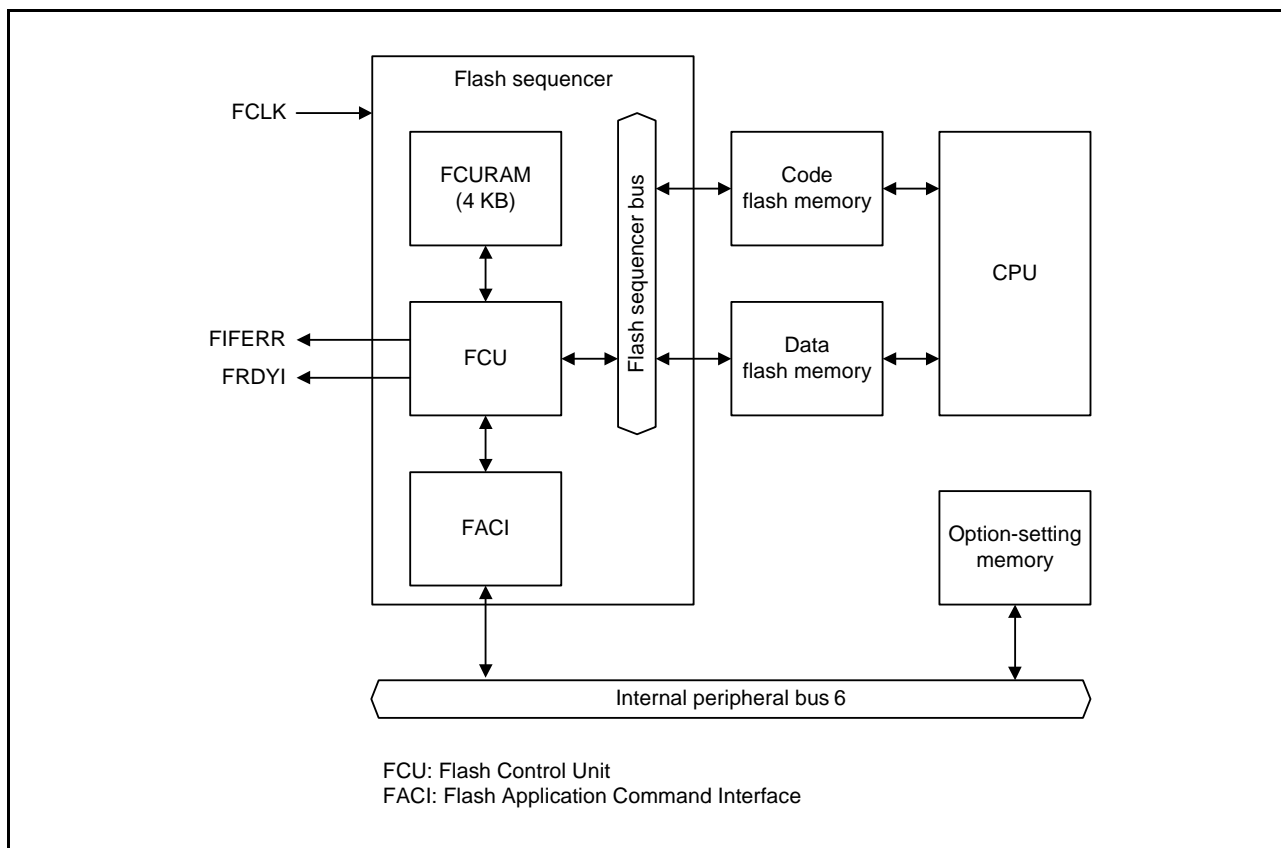 Flash sequencer
FCLK
FCURAM
(4 KB)
Flash sequencer bus
Code
flash memory
CPU
FIFERR
FRDYI
FCU
Data
flash memory
FACI
Option-setting
memory
Internal peripheral bus 6
FCU: Flash Control Unit
FACI: Flash Application Command Interface